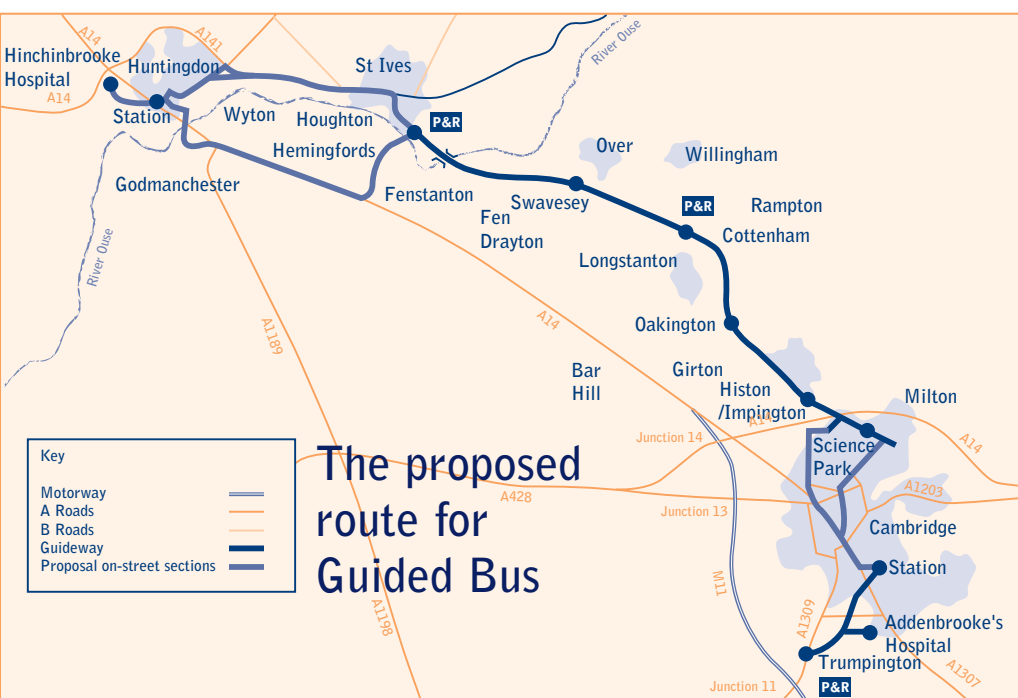 A14
A141
Hinchinbrooke
Hospital
Huntingdon
St Ives
River Ouse
A14
Station
Wyton
Houghton
P&R
Hemingfords
Over
Willingham
Godmanchester
Fenstanton
Swavesey
P&R
Rampton
Fen
Drayton
Cottenham
River Ouse
Longstanton
A1189
A14
Oakington
Bar
Hill
Girton
Histon
/Impington
Milton
A14
Junction 14
Science
Park
A14
Key
Motorway
A Roads
B Roads
Guideway
Proposal on-street sections
The proposed
route for
Guided Bus
A428
Junction 13
A1203
Cambridge
Station
M11
A1198
A1309
Addenbrooke's
Hospital
Trumpington
A1307
Junction 11
P&R